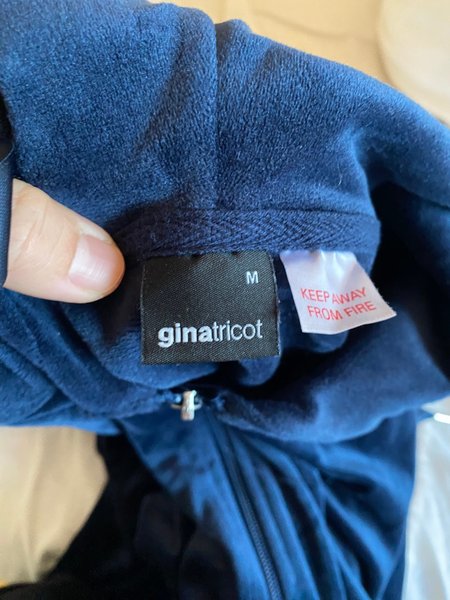 M
ginatricot
KEEP AWAY
FROM FIRE